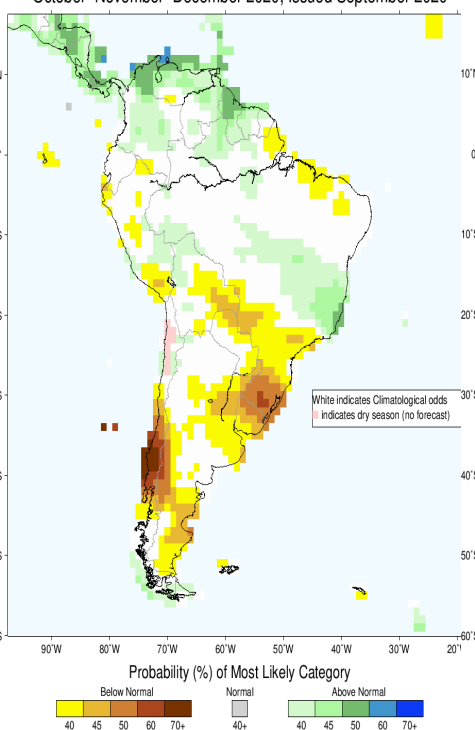 October-November-December 2020, Issued September 2020
10˚N
0
10˚S
20˚S
White indicates Climatological odds
indicates dry season (no forecast)
30˚S
40˚S
50˚S
60˚S
90˚W 80˚W 70˚W 60˚W 50˚W 40˚W 30˚W 20˚W
Probability (%) of Most Likely Category
Below Normal Normal Above Normal
40 45 50 60 70+ 40+ 40 45 50 60 70+